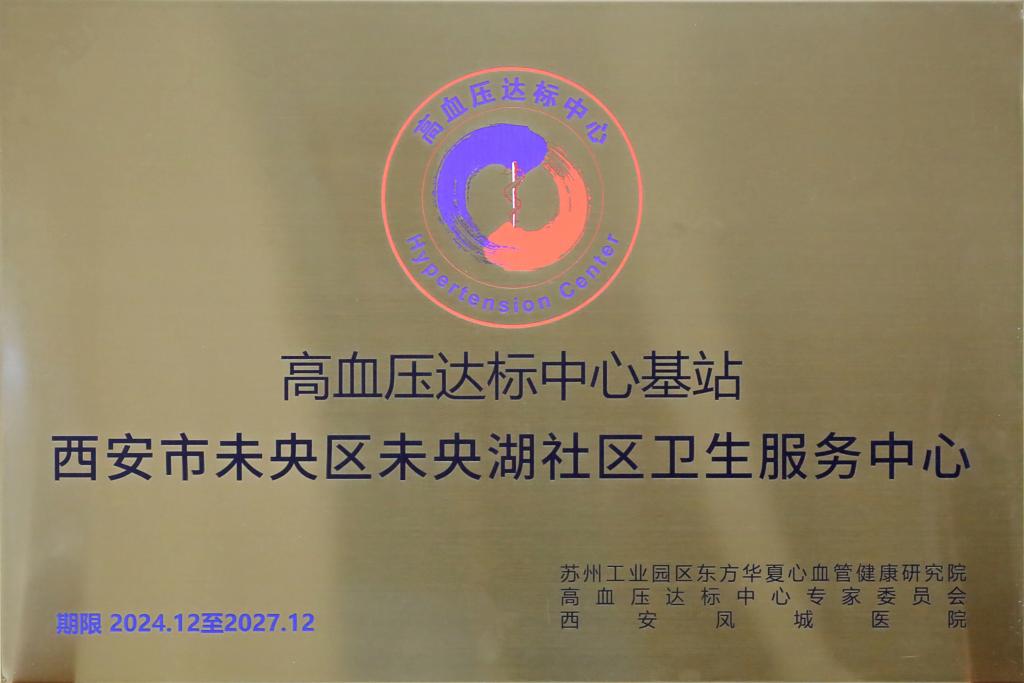 高血压达标中心
Hypertension Center
高血压达标中心基站
西安市未央区未央湖社区卫生服务中心
苏州工业园区东方华夏心血管健康研究院
高血压达标中心专家委员会
西安凤城医院
期限 2024.12至2027.12